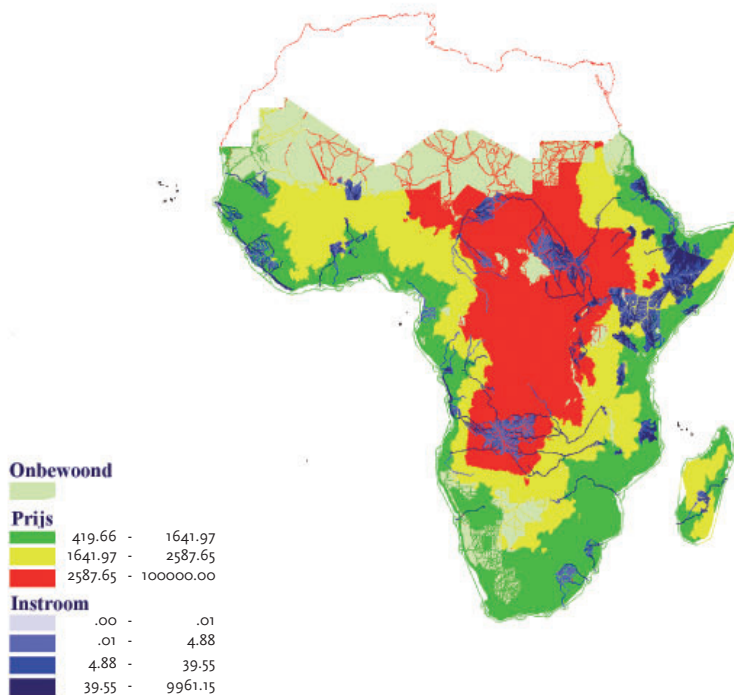 Onbewoond
Prijs
419.66 - 1641.97
1641.97 - 2587.65
2587.65 - 100000.00
Instroom
.00 - .01
.01 - 4.88
4.88 - 39.55
39.55 - 9961.15